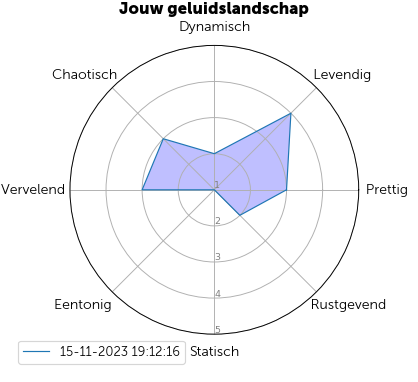 Jouw geluidslandschap
Dynamisch
Chaotisch
Levendig
Vervelend
Prettig
1
2
3
4
5
Eentonig
Rustgevend
15-11-2023 19:12:16
Statisch